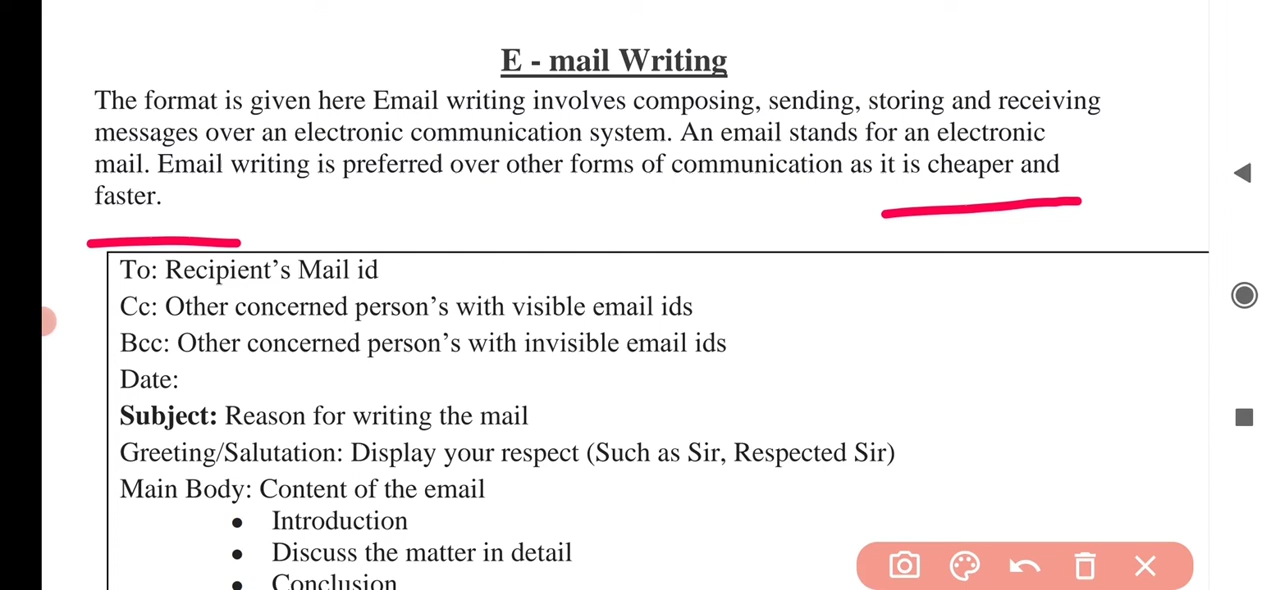 E - mail Writing
The format is given here Email writing involves composing, sending, storing and receiving
messages over an electronic communication system. An email stands for an electronic
mail. Email writing is preferred over other forms of communication as it is cheaper and
faster.
To: Recipient’s Mail id
Cc: Other concerned person’s with visible email ids
Bcc: Other concerned person’s with invisible email ids
Date:
Subject: Reason for writing the mail
Greeting/Salutation: Display your respect (Such as Sir, Respected Sir)
Main Body: Content of the email
• Introduction
• Discuss the matter in detail
• Conclusion